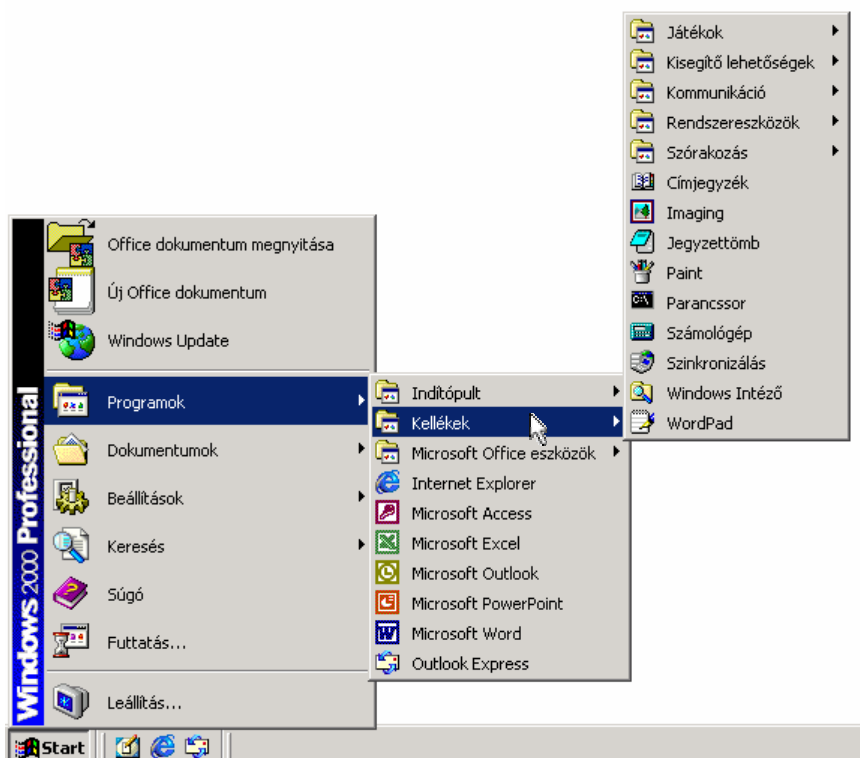 Játékok
Kisegítő lehetőségek
Kommunikáció
Rendszereszközök
Szórakozás
Címjegyzék
Imaging
Jegyzettömb
Paint
Parancssor
Számológép
Szinkronizálás
Windows Intéző
WordPad
Office dokumentum megnyitása
Új Office dokumentum
Windows Update
Programok
Dokumentumok
Beállítások
Keresés
Súgó
Futtatás...
Leállítás...
Windows 2000 Professional
Indítópult
Kellékek
Microsoft Office eszközök
Internet Explorer
Microsoft Access
Microsoft Excel
Microsoft Outlook
Microsoft PowerPoint
Microsoft Word
Outlook Express
Start